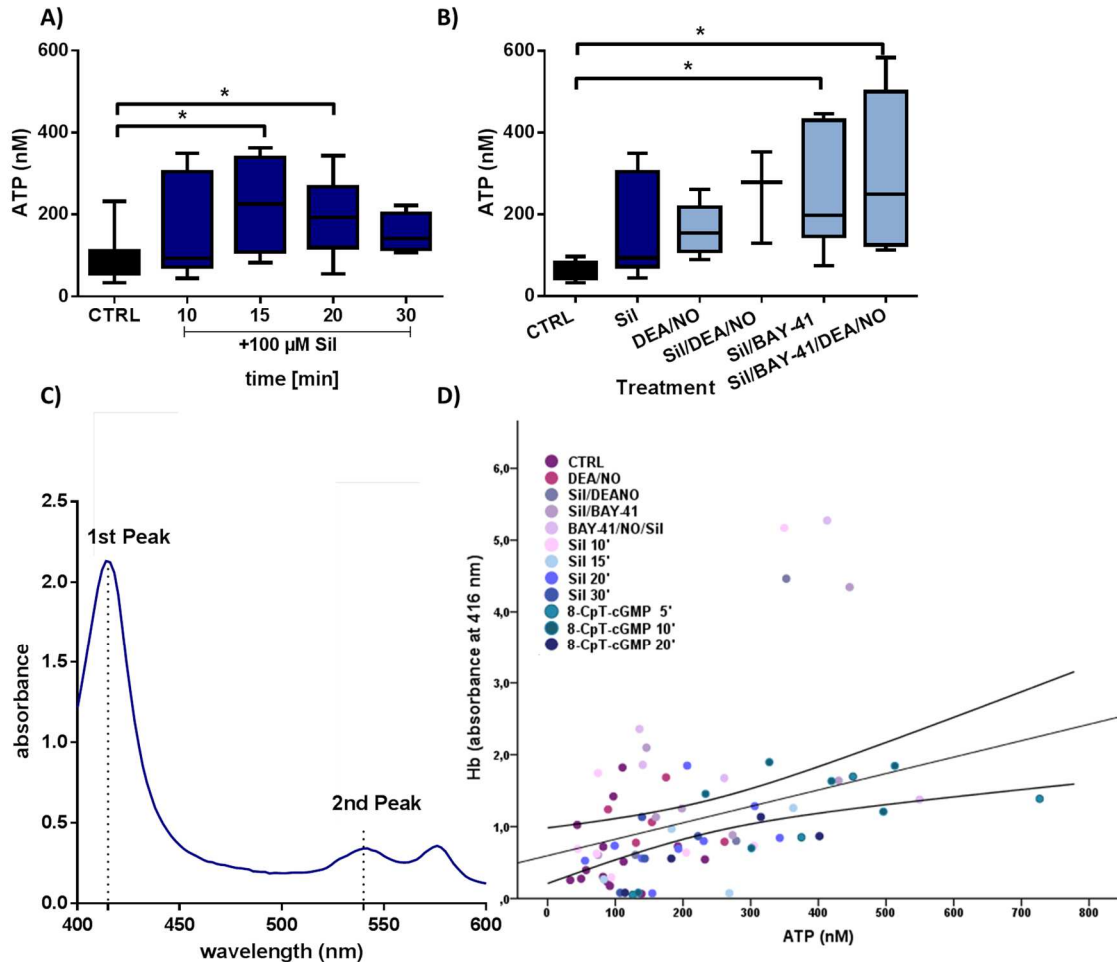 A)
600
400
200
0
ATP (nM)
*
*
CTRL
10
15
20
30
+100 µM Sil
time [min]
B)
600
400
200
0
ATP (nM)
*
*
CTRL
Sil
DEA/NO
Sil/DEA/NO
Sil/BAY-41
Sil/BAY-41/DEA/NO
Treatment
C)
2.5
2.0
1.5
1.0
0.5
0.0
absorbance
1st Peak
2nd Peak
400
450
500
550
600
wavelength (nm)
D)
6,0
5,0
4,0
3,0
2,0
1,0
,0
Hb (absorbance at 416 nm)
CTRL
DEA/NO
Sil/DEANO
Sil/BAY-41
BAY-41/NO/Sil
Sil 10'
Sil 15'
Sil 20'
Sil 30'
8-CpT-cGMP 5'
8-CpT-cGMP 10'
8-CpT-cGMP 20'
0
100
200
300
400
500
600
700
800
ATP (nM)